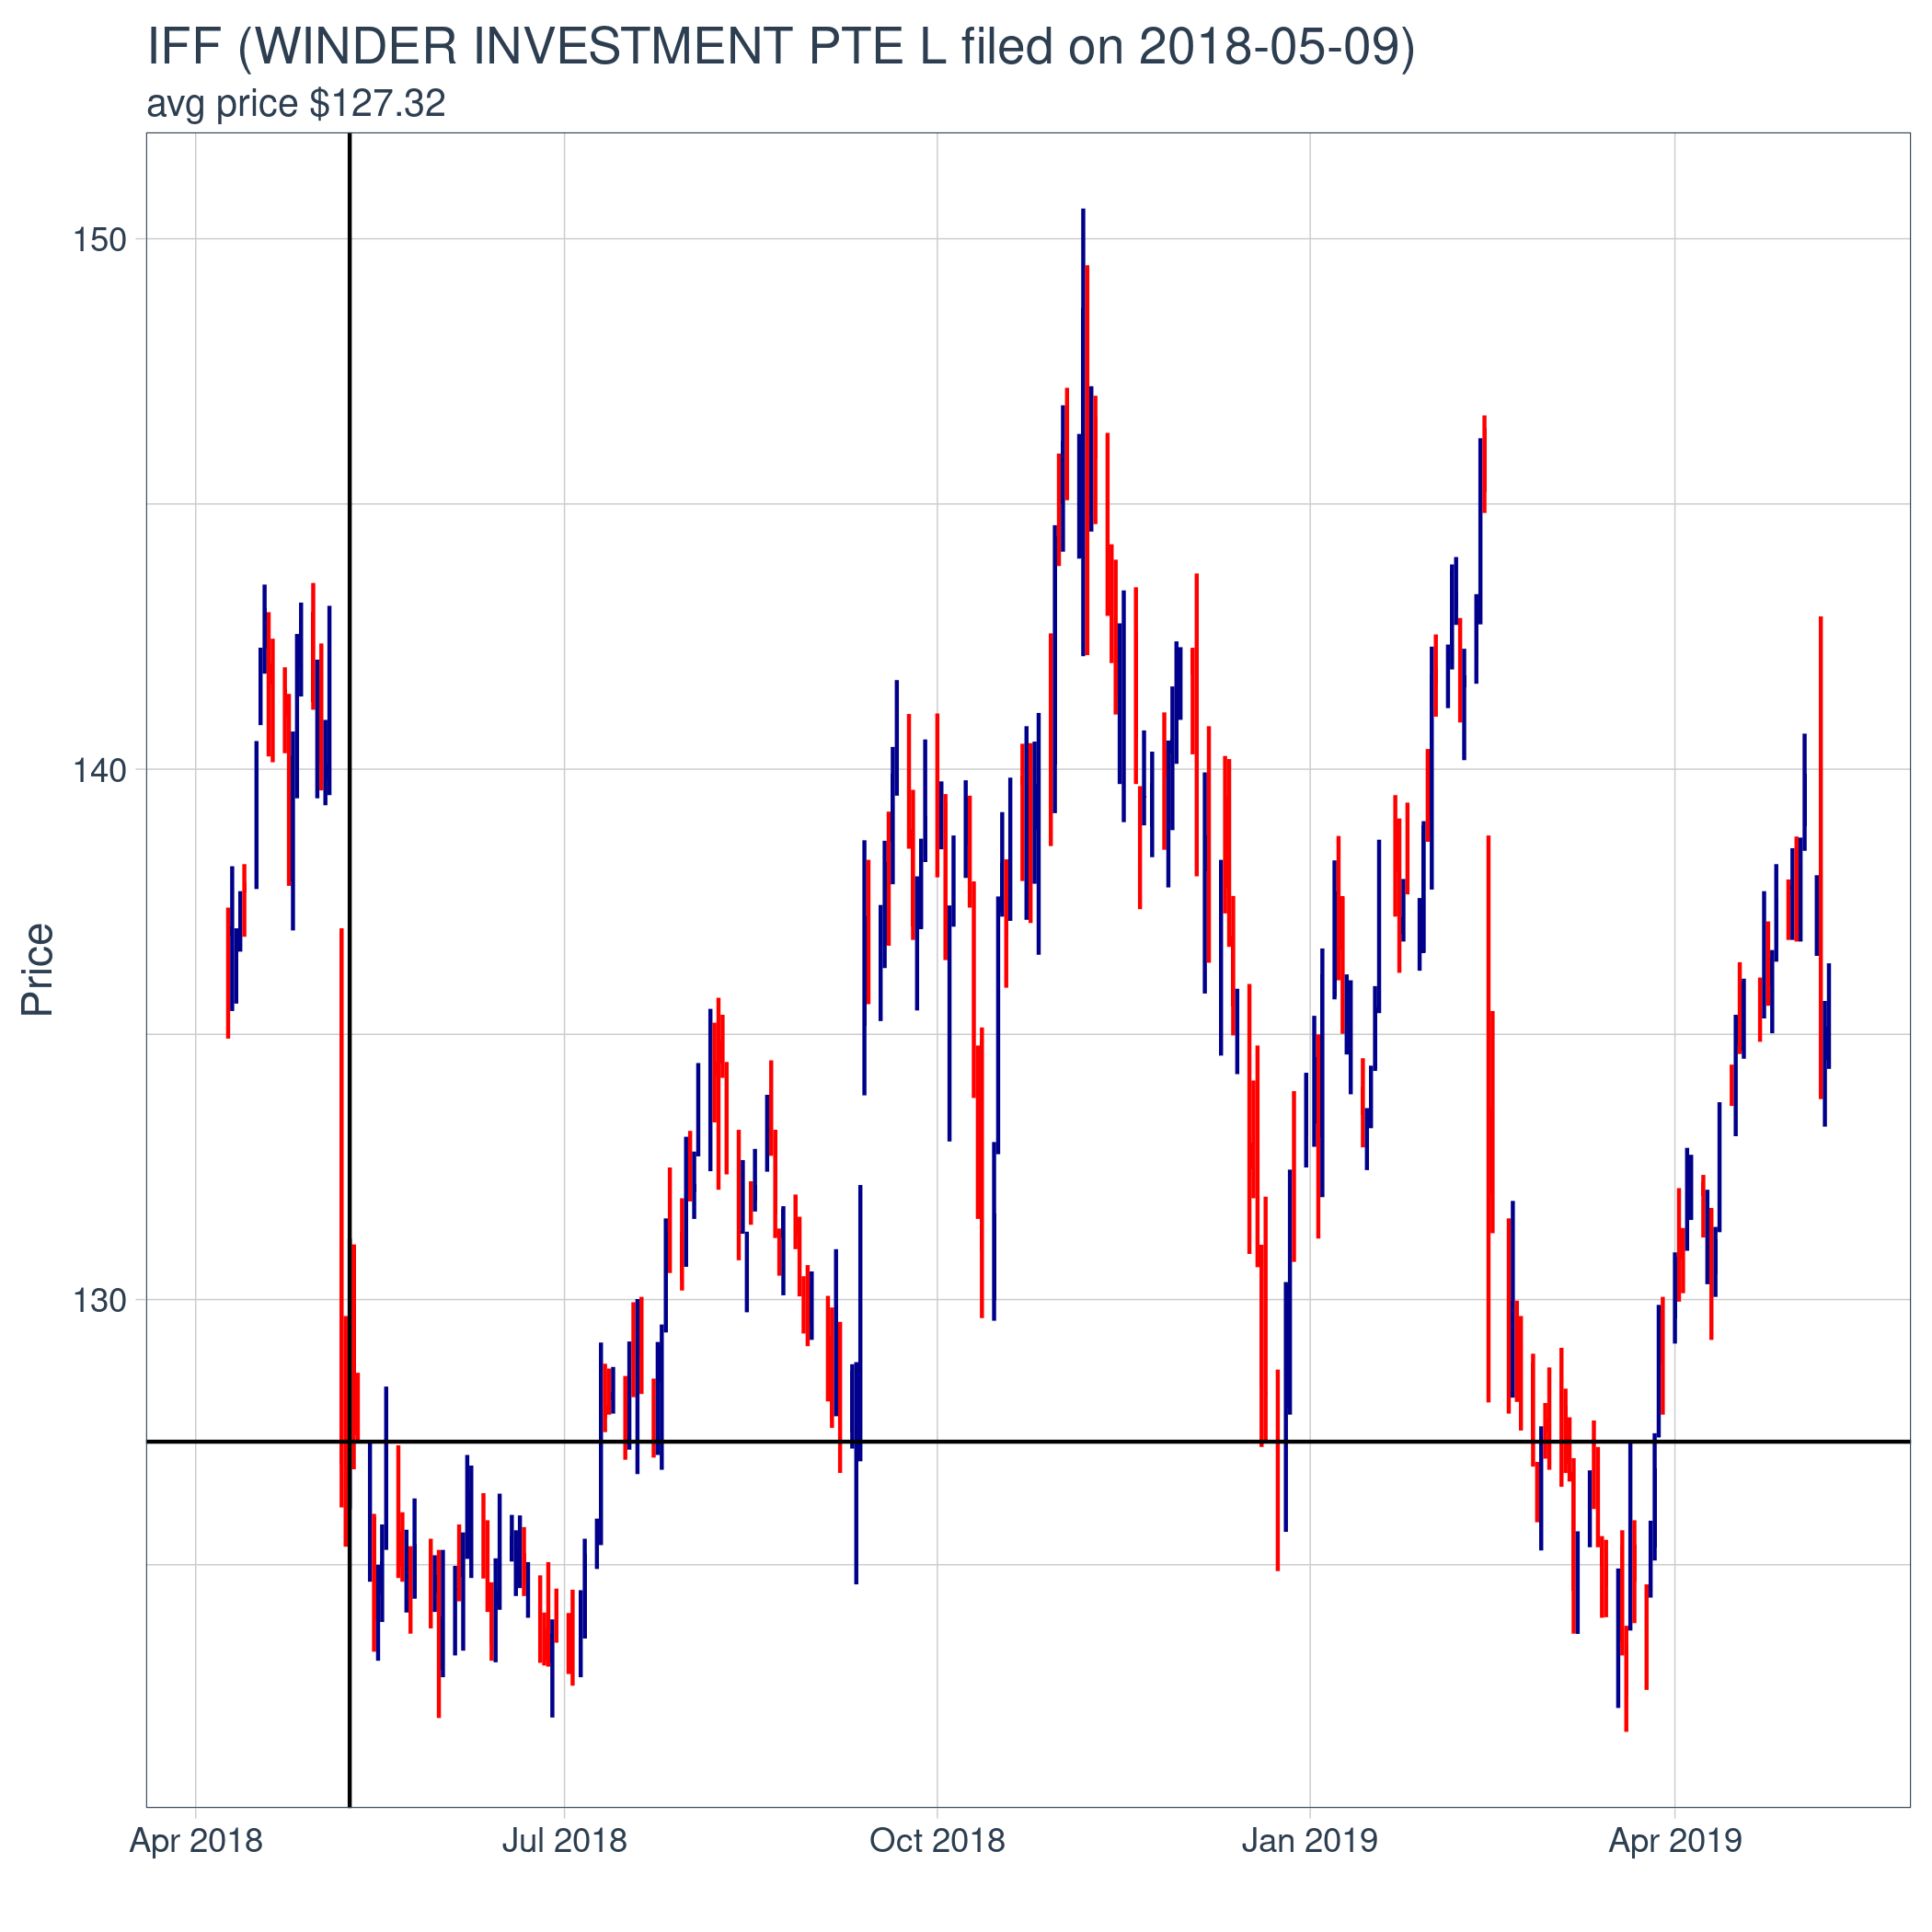 IFF (WINDER INVESTMENT PTE L filed on 2018-05-09)
avg price $127.32
150
140
130
Price
Apr 2018
Jul 2018
Oct 2018
Jan 2019
Apr 2019